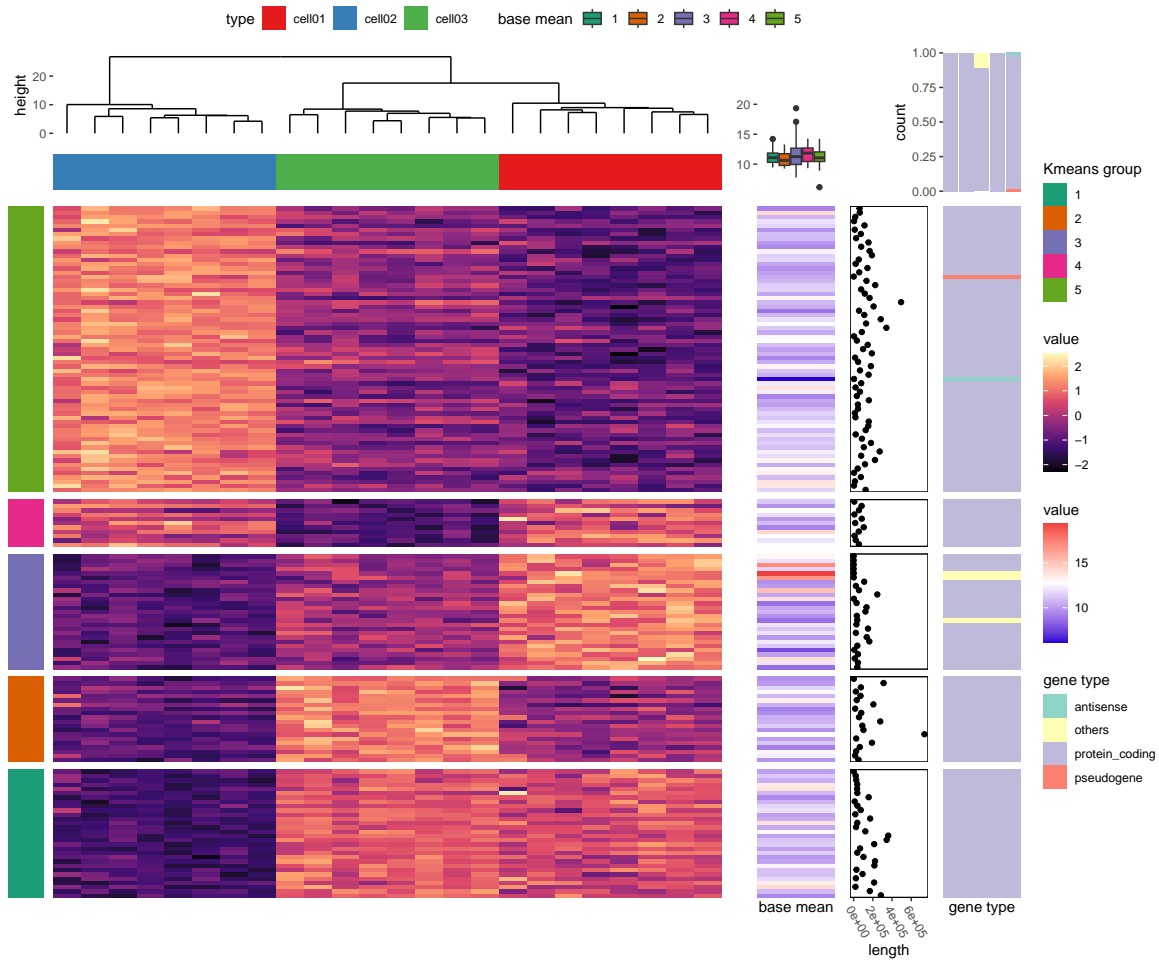 type cell01 cell02 cell03 base mean 1 2 3 4 5
height
20
10
0
20
15
10
count
1.00
0.75
0.50
0.25
0.00
Kmeans group
1
2
3
4
5
value
2
1
0
−1
−2
value
15
10
gene type
antisense
others
protein_coding
pseudogene
base mean
0e+00
2e+05
4e+05
6e+05
length
gene type